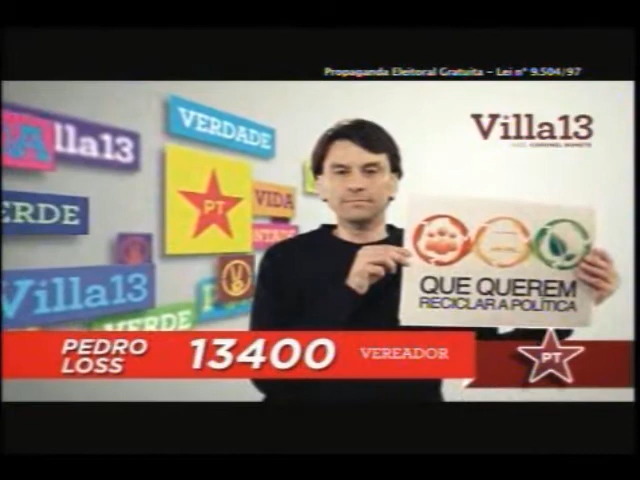 Propaganda Eleitoral Gratuita - Lei nº 9.504/97
Villa13
VERDADE
lla13
PT
VIDA
ERDE
Villa13
VERDE
QUE QUEREM
RECICLAR A POLÍTICA
PEDRO
LOSS
13400
VEREADOR
PT